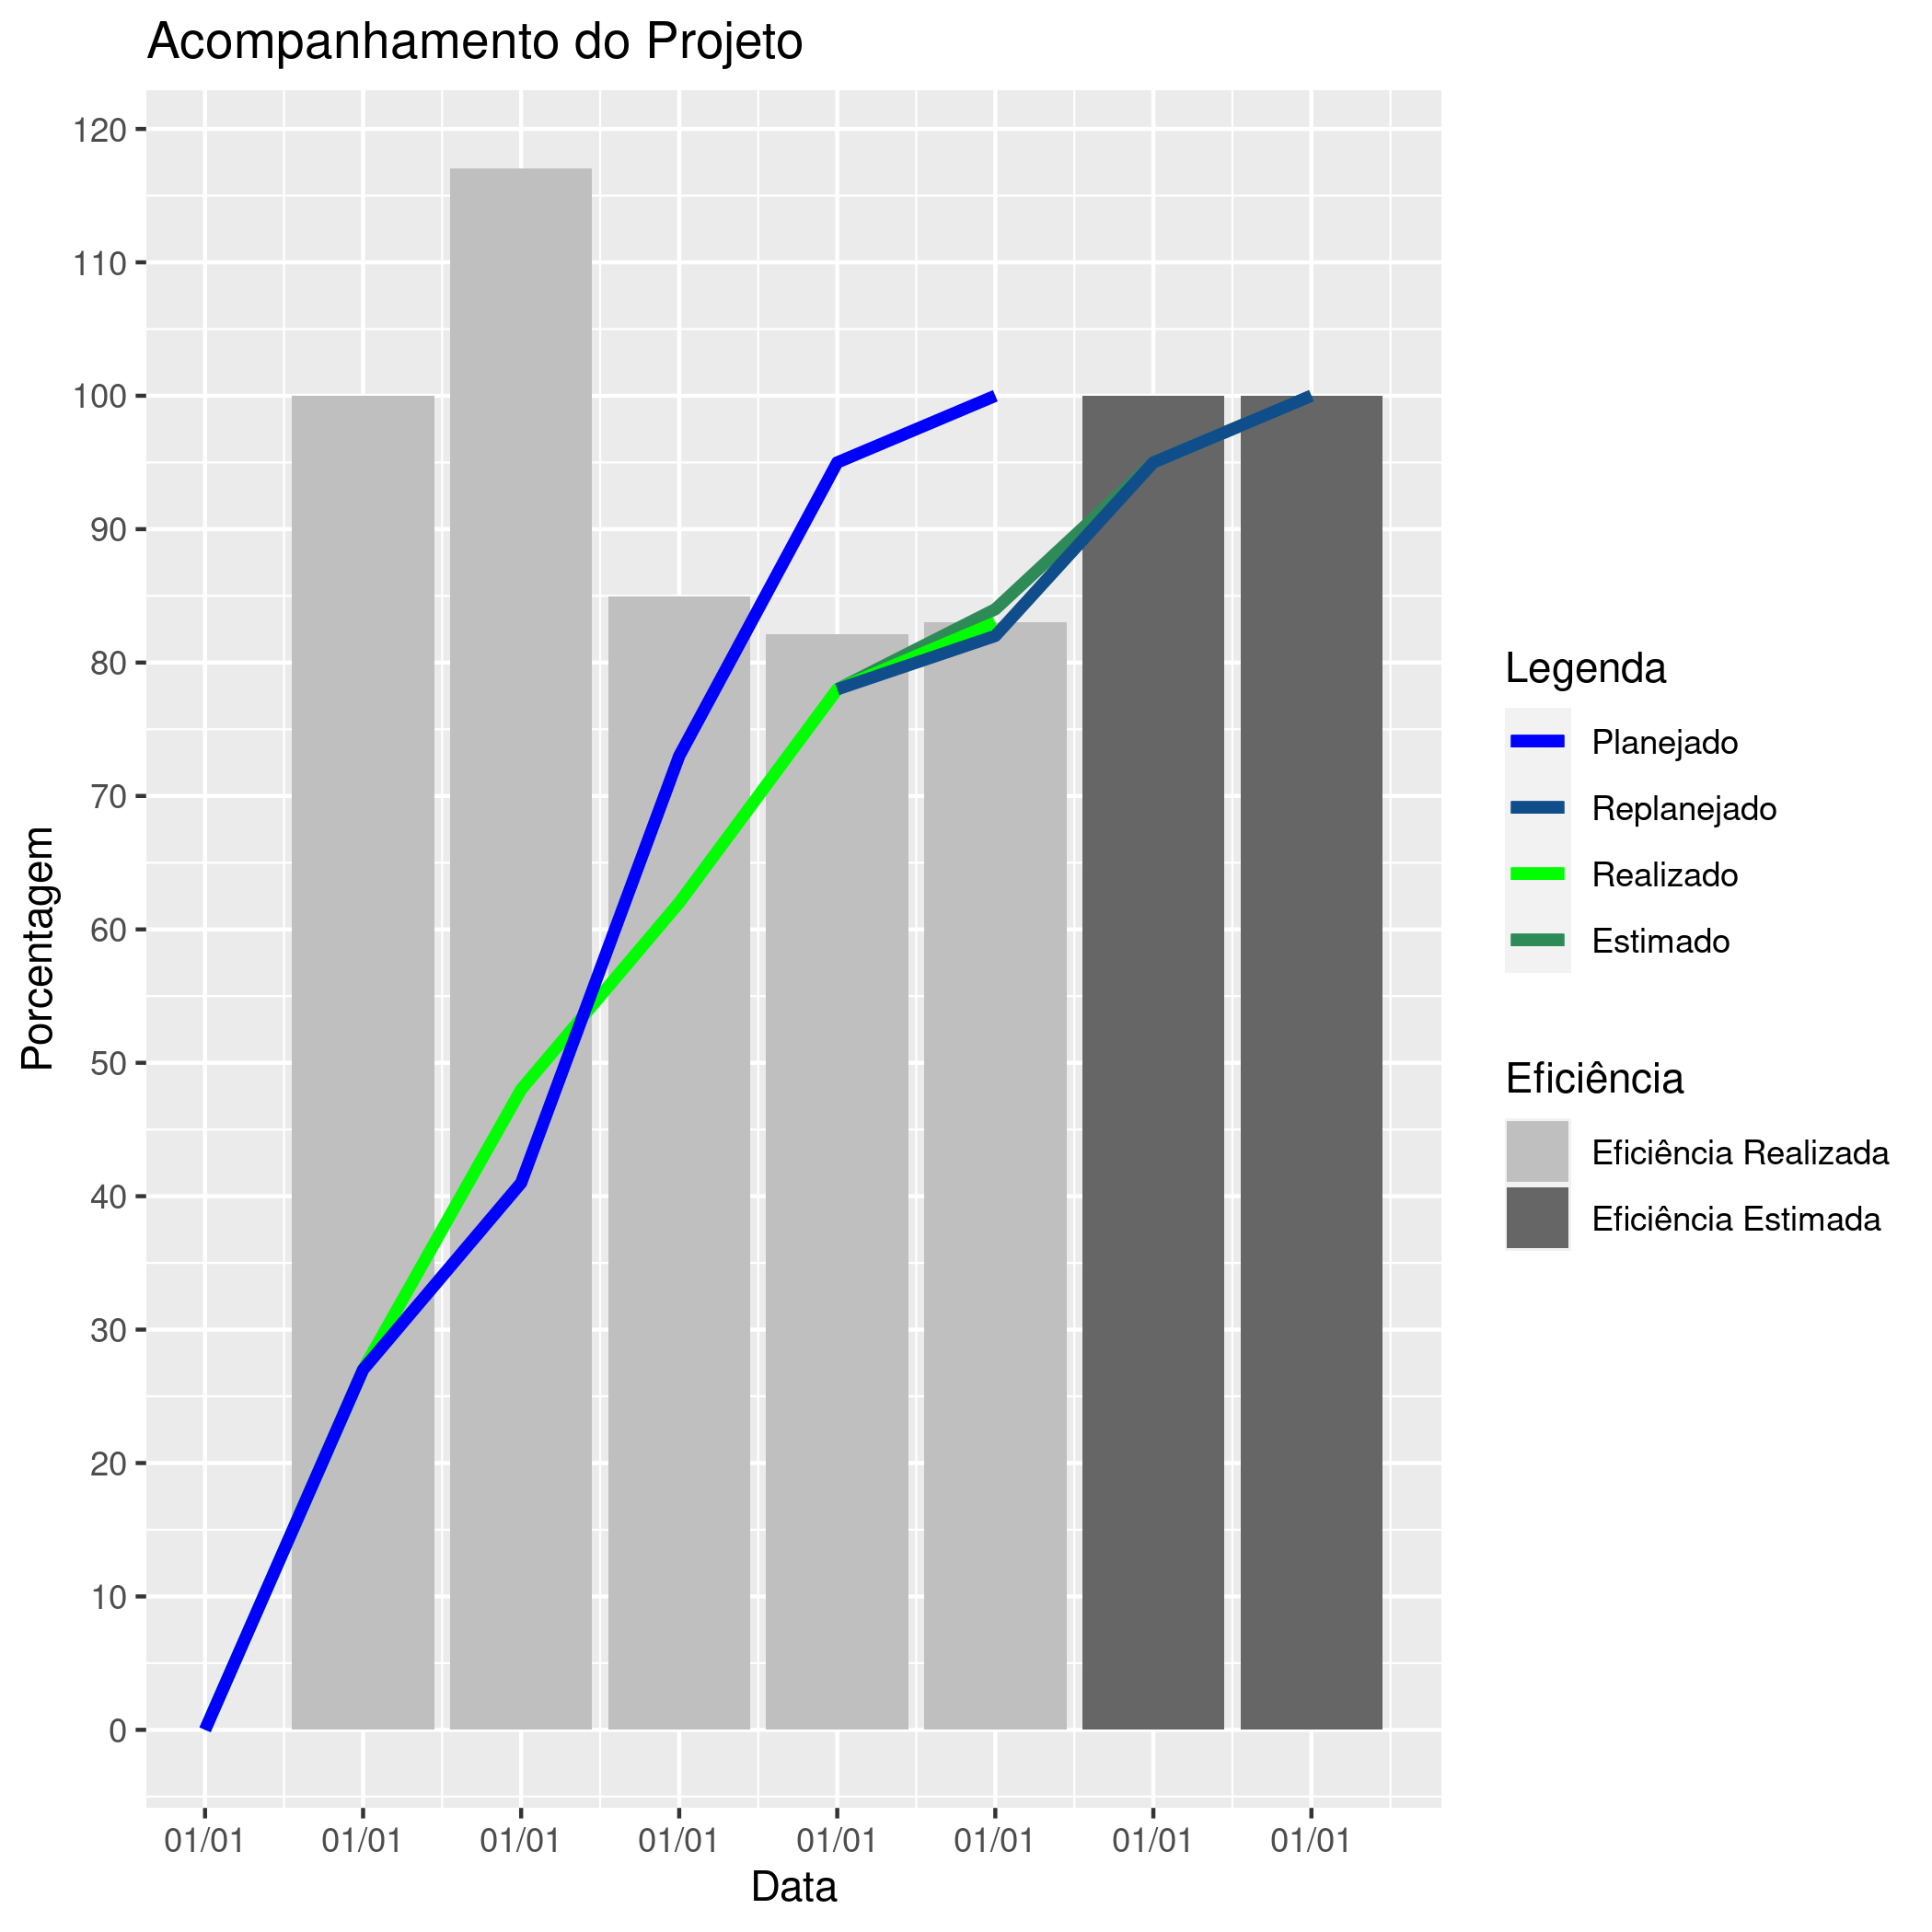 Acompanhamento do Projeto
120
110
100
90
80
70
60
50
40
30
20
10
0
Porcentagem
01/01 01/01 01/01 01/01 01/01 01/01 01/01 01/01
Data
Legenda
Planejado
Replanejado
Realizado
Estimado
Eficiência
Eficiência Realizada
Eficiência Estimada